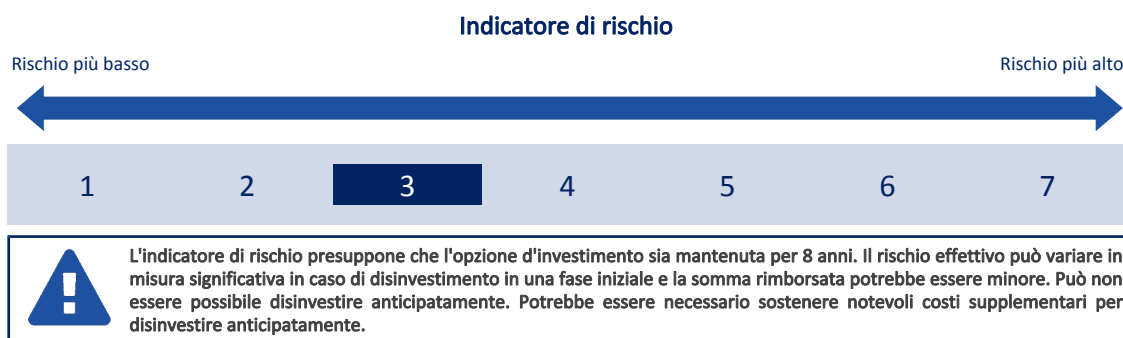 Indicatore di rischio
Rischio più basso
Rischio più alto
1 2 3 4 5 6 7
L'indicatore di rischio presuppone che l'opzione d'investimento sia mantenuta per 8 anni. Il rischio effettivo può variare in
misura significativa in caso di disinvestimento in una fase iniziale e la somma rimborsata potrebbe essere minore. Può non
essere possibile disinvestire anticipatamente. Potrebbe essere necessario sostenere notevoli costi supplementari per
disinvestire anticipatamente.